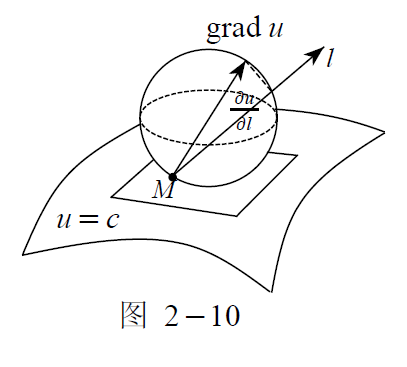 grad u
l
∂u
∂l
M
u = c
图 2-10